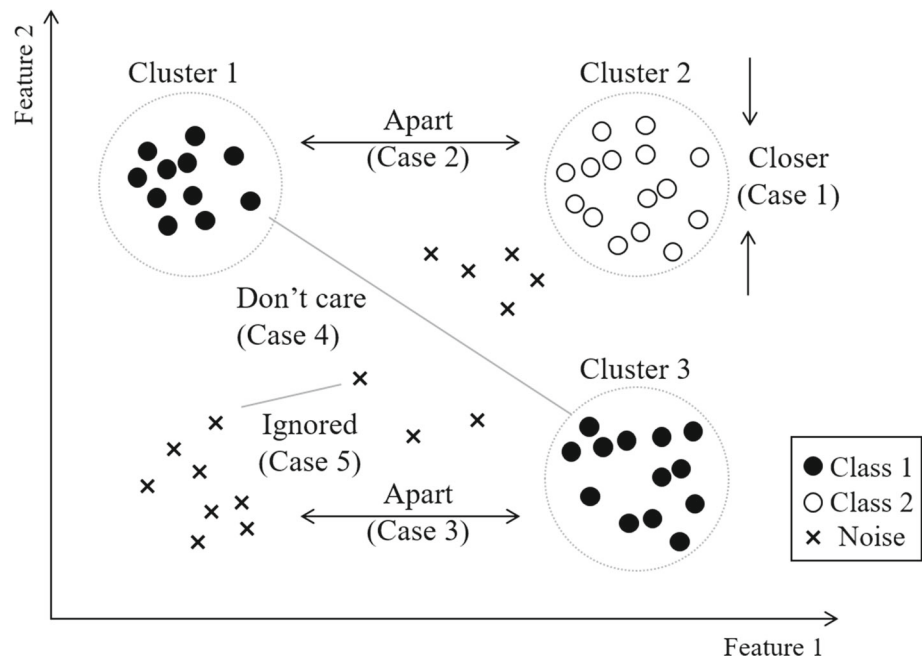 Feature 2
Cluster 1
Cluster 2
Apart
(Case 2)
Closer
(Case 1)
Don’t care
(Case 4)
Cluster 3
Ignored
(Case 5)
Apart
(Case 3)
Class 1
Class 2
Noise
Feature 1